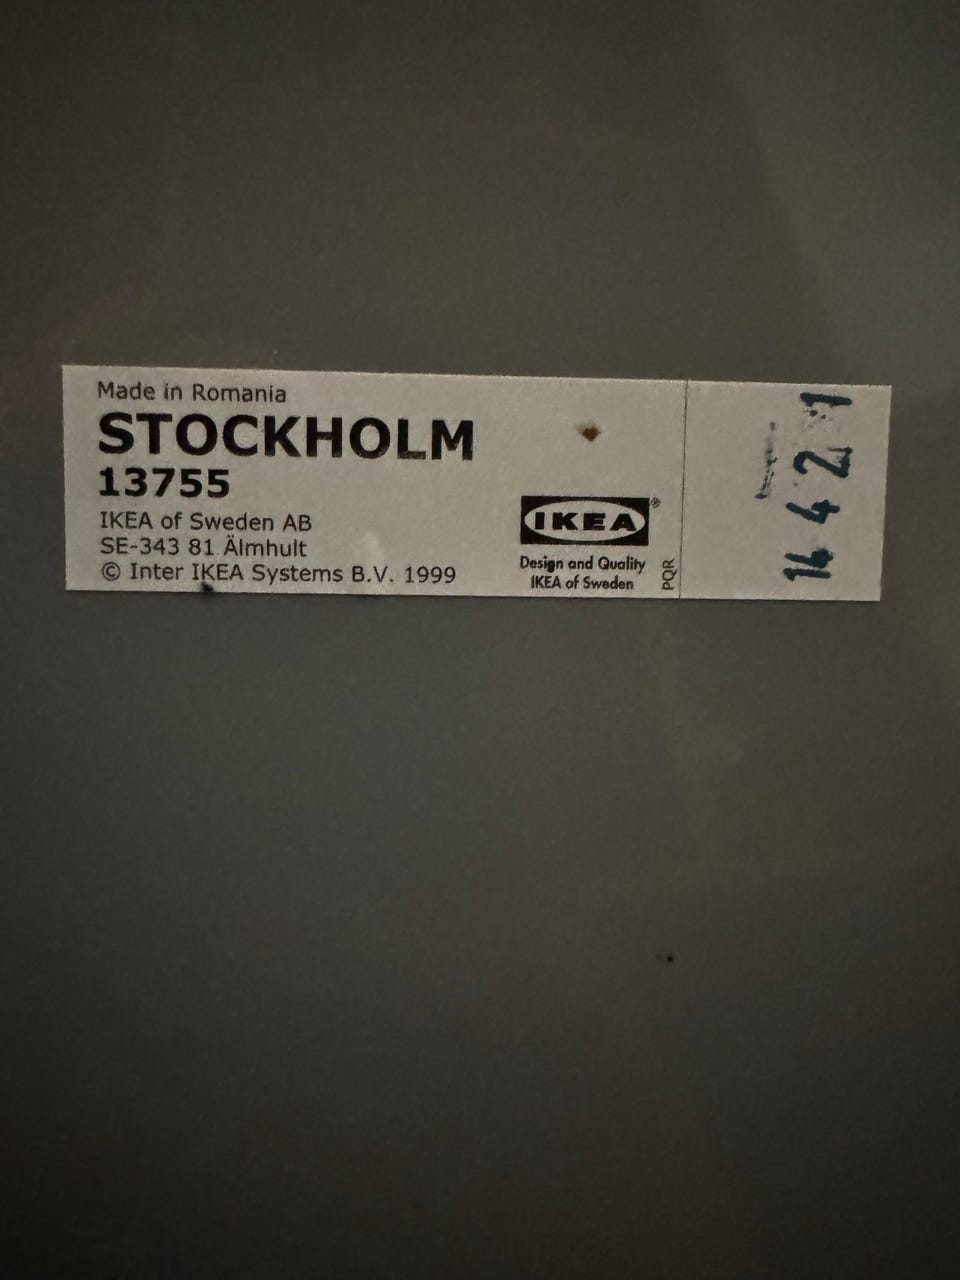 Made in Romania
STOCKHOLM
13755
IKEA of Sweden AB
SE-343 81 Älmhult
© Inter IKEA Systems B.V. 1999
IKEA®
Design and Quality
IKEA of Sweden
PQR